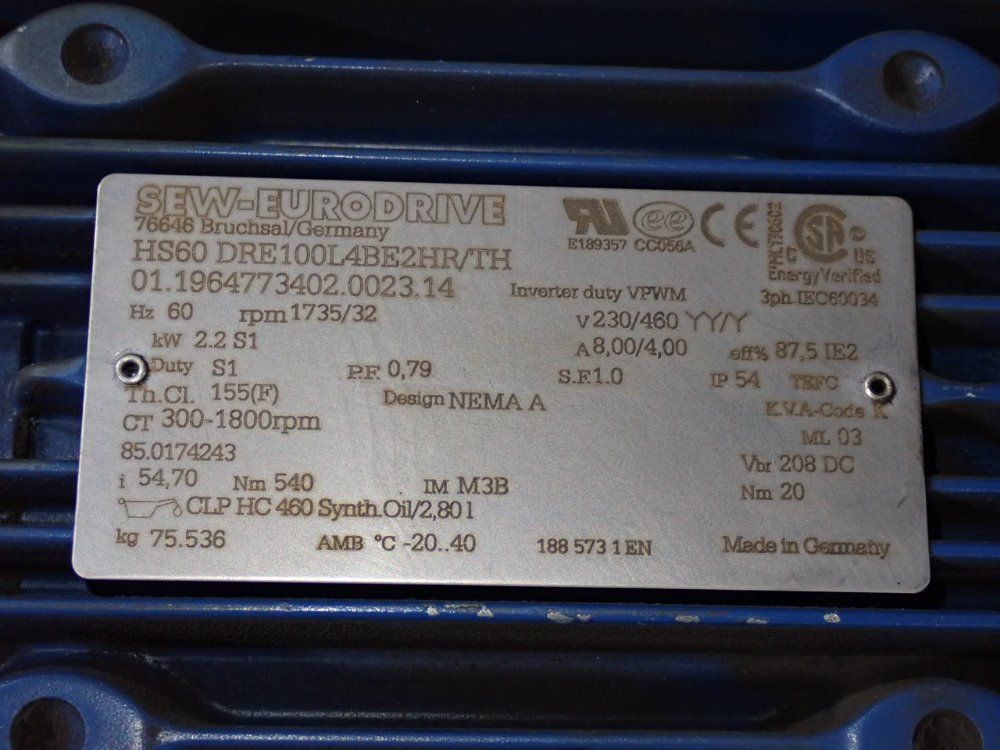 SEW-EURODRIVE
76646 Bruchsal/Germany
E189357 CC056A
C US
EnergyVerified
HS60 DRE100L4BE2HR/TH
01.1964773402.0023.14
Inverter duty VPWM
3ph.IEC60034
Hz 60 rpm 1735/32 V 230/460 YY/Y
kW 2.2 S1 A 8,00/4,00 eff% 87,5 IE2
Duty S1 P.F. 0,79 S.F.1.0 IP 54 TEFC
Th.Cl. 155(F) Design NEMA A K.V.A-Code K
CT 300-1800rpm ML 03
85.0174243 Vbr 208 DC
i 54,70 Nm 540 IM M3B Nm 20
CLP HC 460 Synth.Oil/2,80 l
kg 75.536 AMB °C -20..40 188 573 1 EN Made in Germany